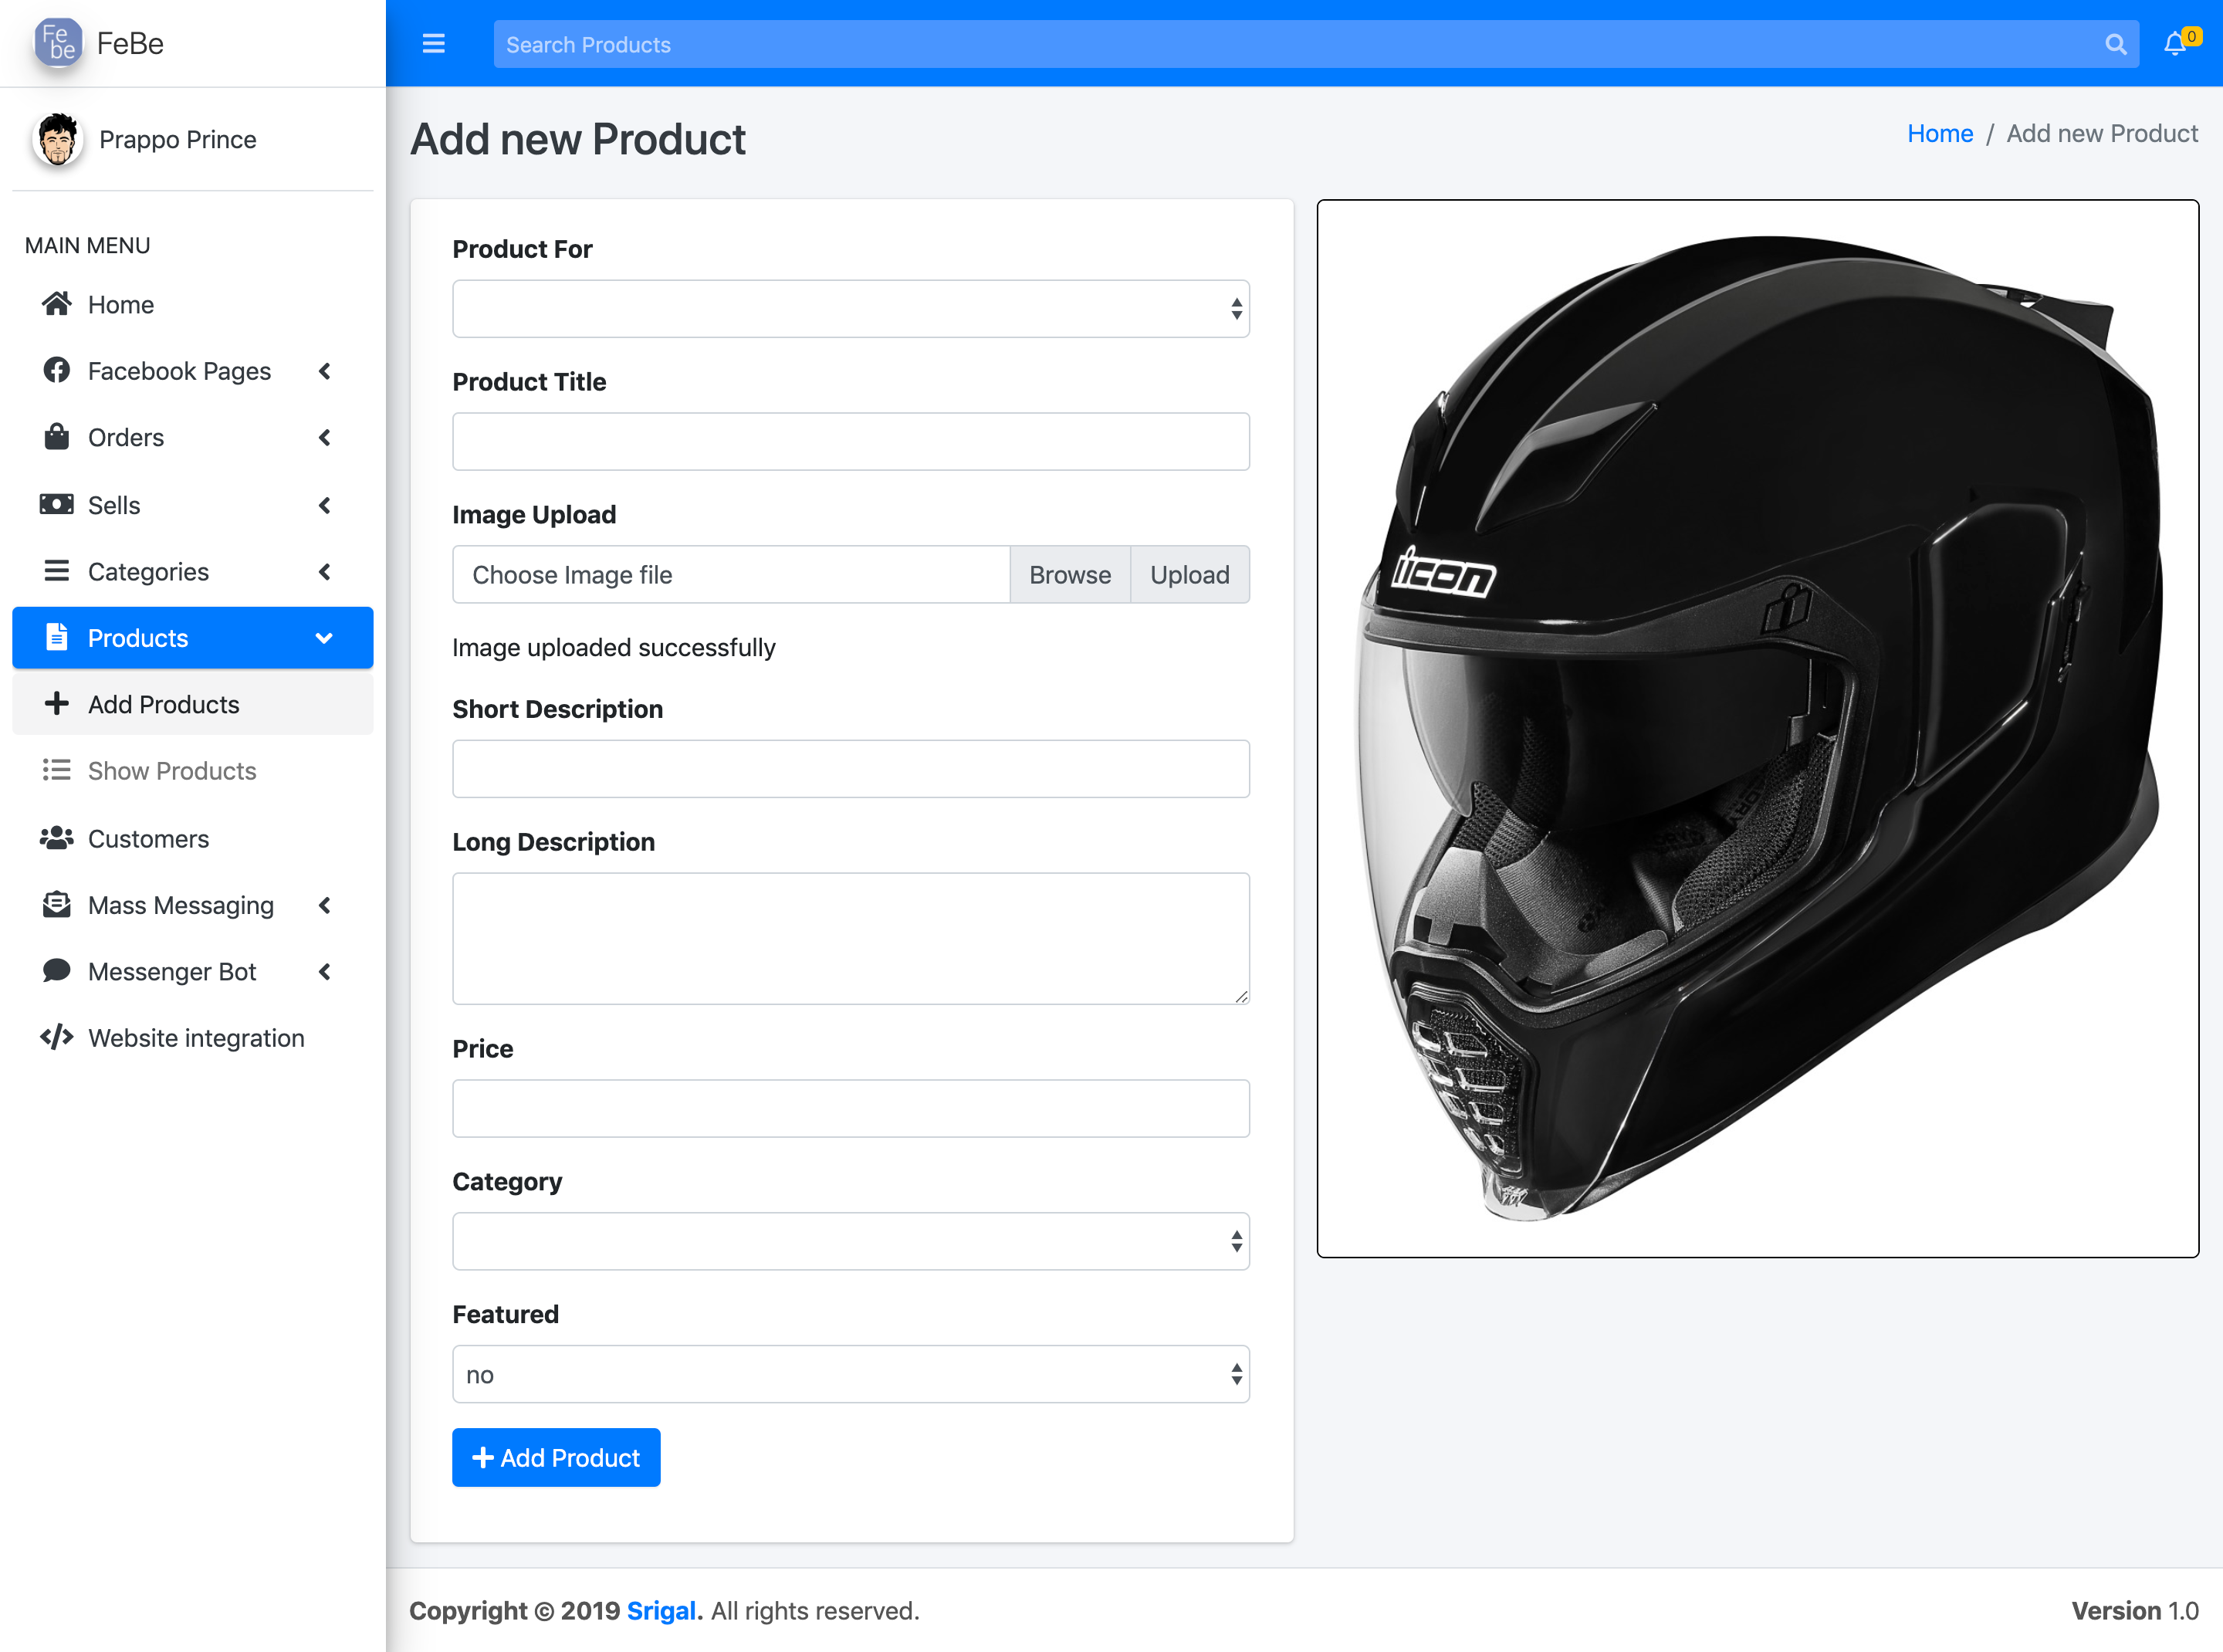 Fe
be
FeBe
Search Products
0
Prappo Prince
MAIN MENU
Home
Facebook Pages
Orders
Sells
Categories
Products
Add Products
Show Products
Customers
Mass Messaging
Messenger Bot
Website integration
Add new Product
Home / Add new Product
Product For
Product Title
Image Upload
Choose Image file
Browse
Upload
Image uploaded successfully
Short Description
Long Description
Price
Category
Featured
no
Add Product
icon
Copyright © 2019 Srigal. All rights reserved.
Version 1.0